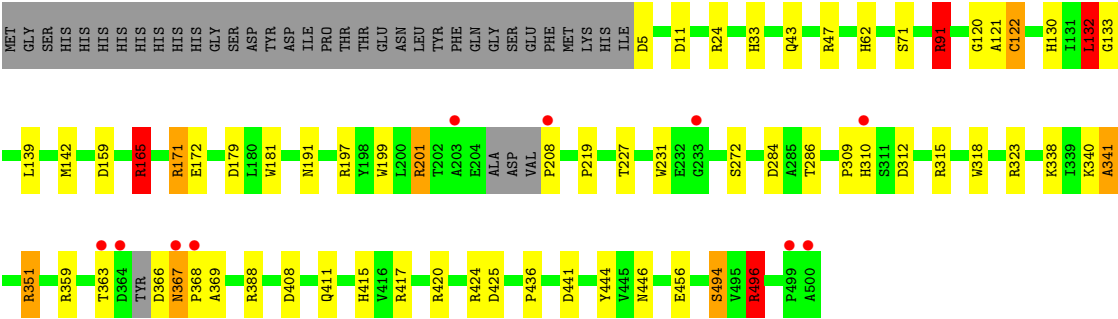 MET GLY SER HIS HIS HIS HIS HIS HIS HIS HIS GLY SER ASP TYR ASP ILE PRO THR THR GLU ASN LEU TYR PHE GLN GLY SER GLU PHE MET LYS HIS ILE D5 D11 R24 H33 Q43 R47 H62 S71 R91 G120 A121 C122 H130 I131 L132 G133
L139 M142 D159 R165 R171 E172 D179 L180 W181 N191 R197 Y198 W199 L200 R201 T202 A203 E204 ALA ASP VAL P208 P219 T227 W231 E232 G233 S272 D284 A285 T286 P309 H310 S311 D312 R315 W318 R323 K338 I339 K340 A341
R351 R359 T363 D364 TYR D366 N367 P368 A369 R388 D408 Q411 H415 V416 R417 R420 R424 D425 P436 D441 Y444 V445 N446 E456 S494 V495 R496 P499 A500